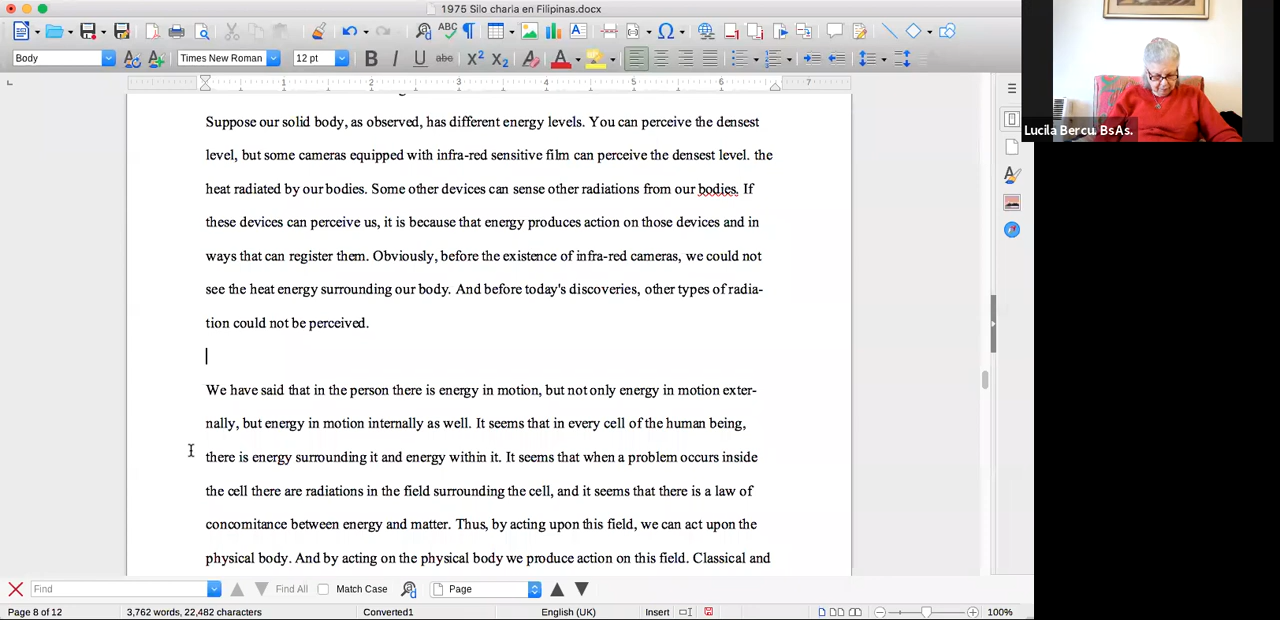 1975 Silo charla en Filipinas.docx
Body
Times New Roman
12 pt
1 2 3 4 5 6 7
Suppose our solid body, as observed, has different energy levels. You can perceive the densest
level, but some cameras equipped with infra-red sensitive film can perceive the densest level. the
heat radiated by our bodies. Some other devices can sense other radiations from our bodies. If
these devices can perceive us, it is because that energy produces action on those devices and in
ways that can register them. Obviously, before the existence of infra-red cameras, we could not
see the heat energy surrounding our body. And before today's discoveries, other types of radia-
tion could not be perceived.
We have said that in the person there is energy in motion, but not only energy in motion exter-
nally, but energy in motion internally as well. It seems that in every cell of the human being,
there is energy surrounding it and energy within it. It seems that when a problem occurs inside
the cell there are radiations in the field surrounding the cell, and it seems that there is a law of
concomitance between energy and matter. Thus, by acting upon this field, we can act upon the
physical body. And by acting on the physical body we produce action on this field. Classical and
Find
Find All
Match Case
Page
Page 8 of 12
3,762 words, 22,482 characters
Converted1
English (UK)
Insert
100%
Lucila Bercu. BsAs.